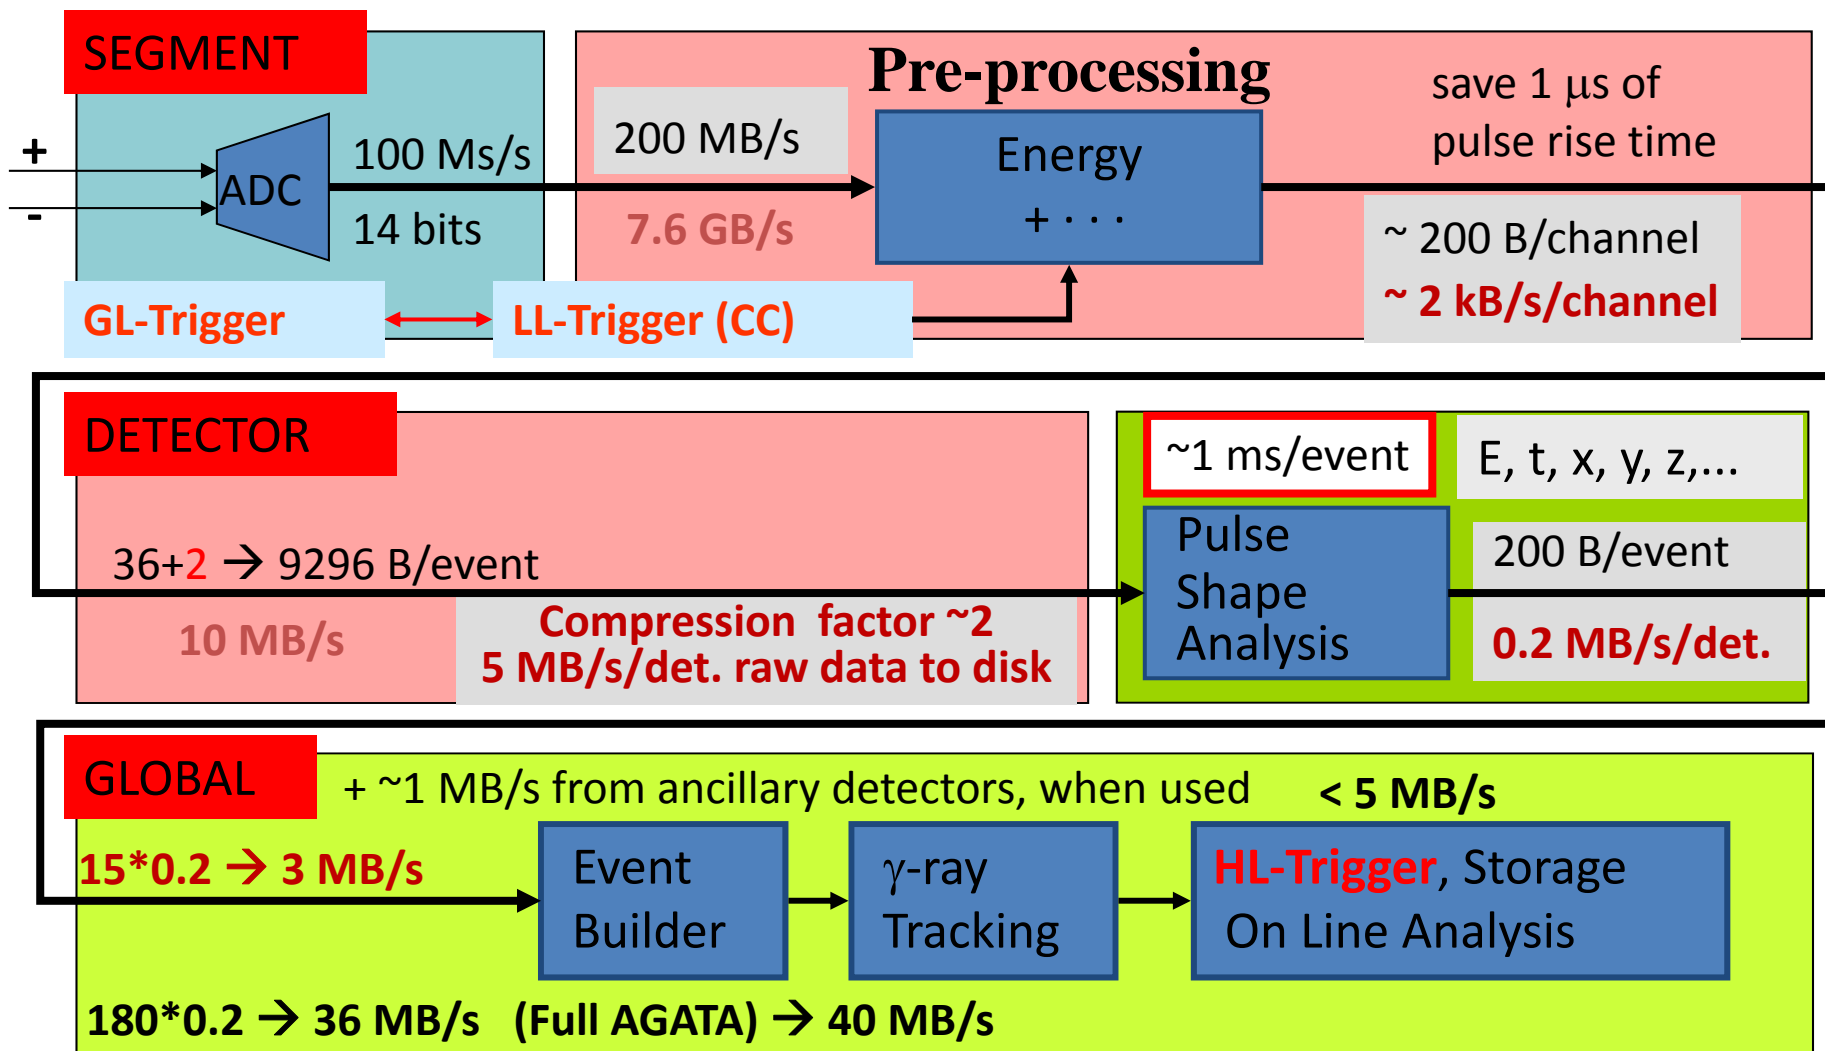 SEGMENT
Pre-processing
save 1 μs of
pulse rise time
+
-
ADC
100 Ms/s
14 bits
200 MB/s
7.6 GB/s
Energy
+ · · ·
~ 200 B/channel
~ 2 kB/s/channel
GL-Trigger
LL-Trigger (CC)
DETECTOR
36+2 → 9296 B/event
10 MB/s
Compression factor ~2
5 MB/s/det. raw data to disk
~1 ms/event
E, t, x, y, z,...
Pulse
Shape
Analysis
200 B/event
0.2 MB/s/det.
GLOBAL
+ ~1 MB/s from ancillary detectors, when used
< 5 MB/s
15*0.2 → 3 MB/s
Event
Builder
γ-ray
Tracking
HL-Trigger, Storage
On Line Analysis
180*0.2 → 36 MB/s (Full AGATA) → 40 MB/s